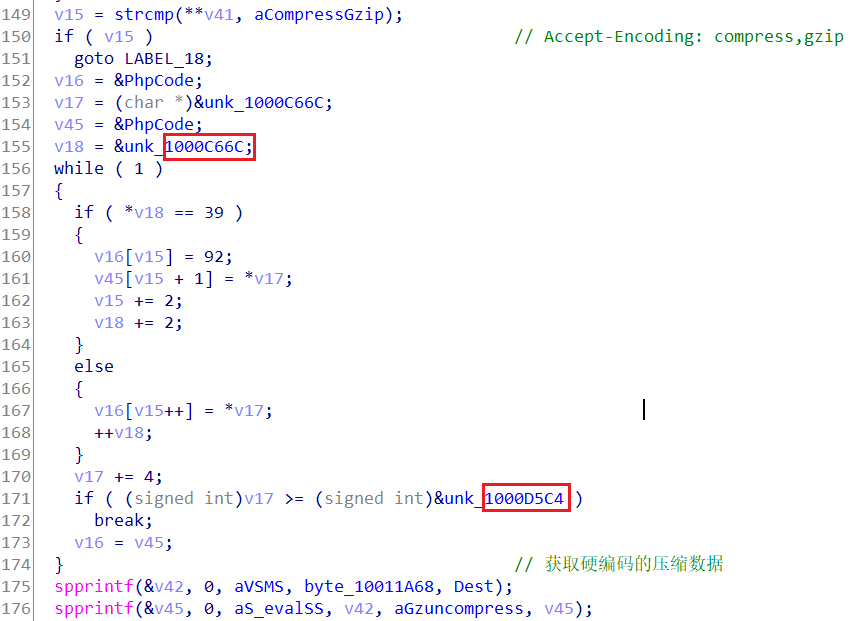 149 v15 = strcmp(**v41, aCompressGzip);
150 if ( v15 ) // Accept-Encoding: compress,gzip
151 goto LABEL_18;
152 v16 = &PhpCode;
153 v17 = (char *)&unk_1000C66C;
154 v45 = &PhpCode;
155 v18 = &unk_1000C66C;
156 while ( 1 )
157 {
158 if ( *v18 == 39 )
159 {
160 v16[v15] = 92;
161 v45[v15 + 1] = *v17;
162 v15 += 2;
163 v18 += 2;
164 }
165 else
166 {
167 v16[v15++] = *v17;
168 ++v18;
169 }
170 v17 += 4;
171 if ( (signed int)v17 >= (signed int)&unk_1000D5C4 )
172 break;
173 v16 = v45;
174 } // 获取硬编码的压缩数据
175 spprintf(&v42, 0, aVSMS, byte_10011A68, Dest);
176 spprintf(&v45, 0, aS_evalSS, v42, aGzuncompress, v45);